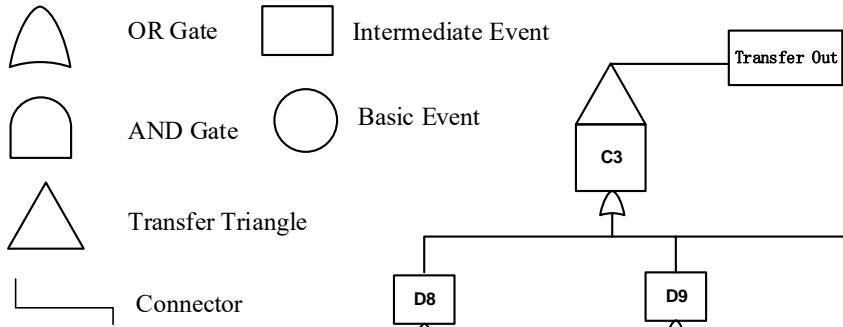 OR Gate
Intermediate Event
Transfer Out
AND Gate
Basic Event
C3
Transfer Triangle
Connector
D8
D9